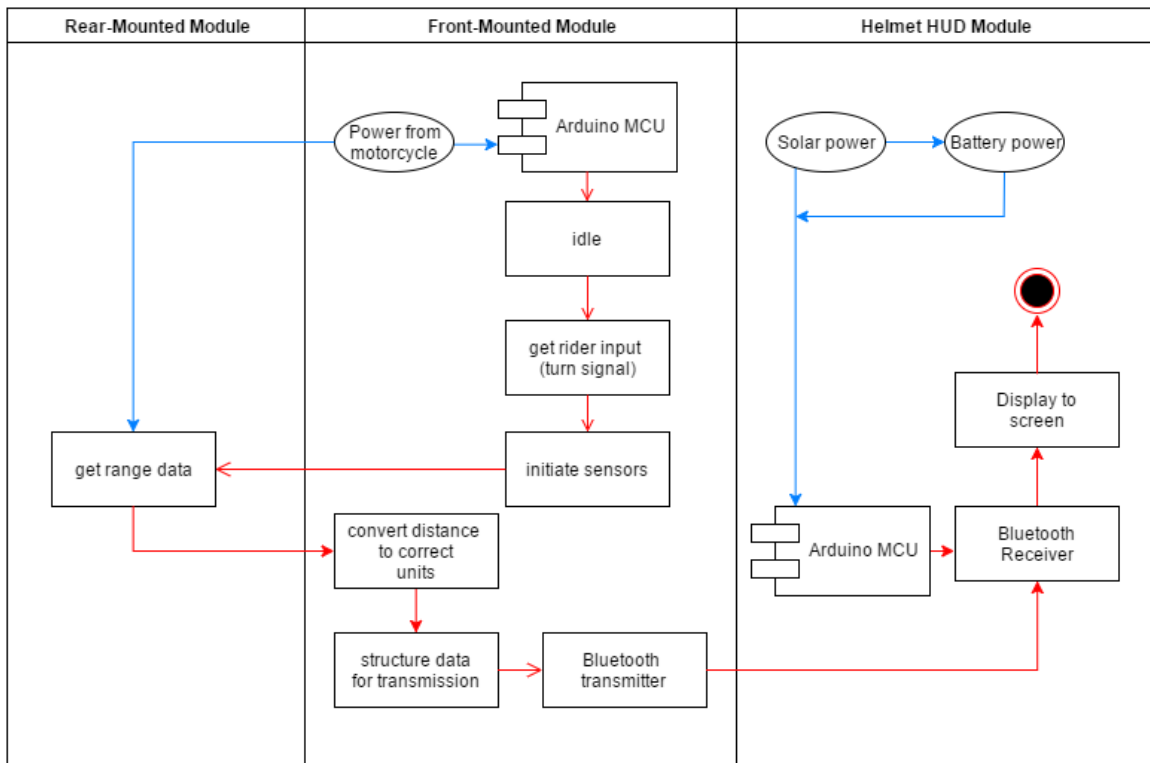 Rear-Mounted Module
Front-Mounted Module
Helmet HUD Module
Power from
motorcycle
Arduino MCU
Solar power
Battery power
idle
get rider input
(turn signal)
Display to
screen
get range data
initiate sensors
convert distance
to correct
units
Arduino MCU
Bluetooth
Receiver
structure data
for transmission
Bluetooth
transmitter